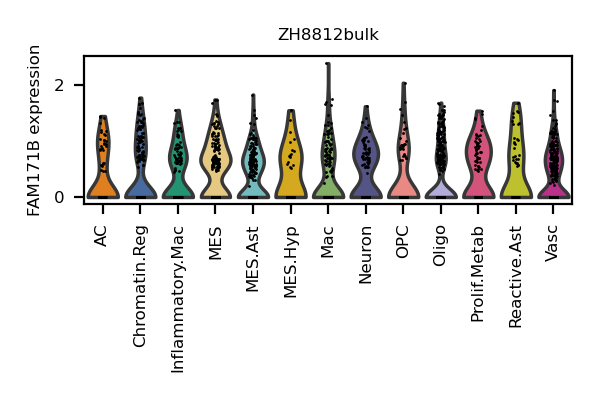 ZH8812bulk
FAM171B expression
2
0
AC
Chromatin.Reg
Inflammatory.Mac
MES
MES.Ast
MES.Hyp
Mac
Neuron
OPC
Oligo
Prolif.Metab
Reactive.Ast
Vasc